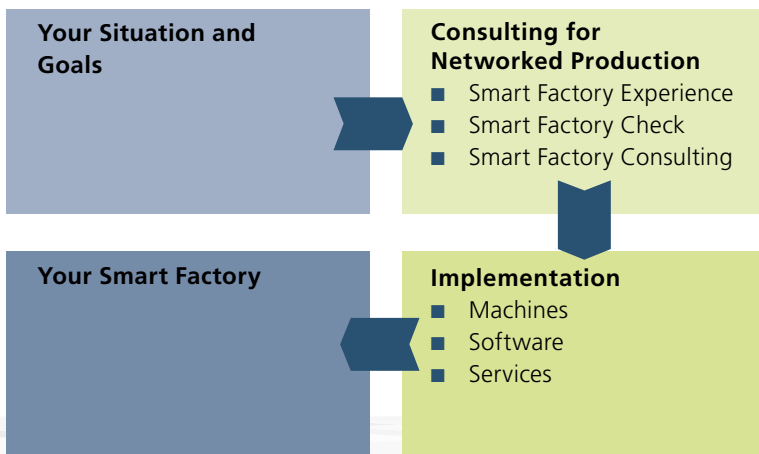 Your Situation and
Goals
Consulting for
Networked Production
■ Smart Factory Experience
■ Smart Factory Check
■ Smart Factory Consulting
Implementation
■ Machines
■ Software
■ Services
Your Smart Factory